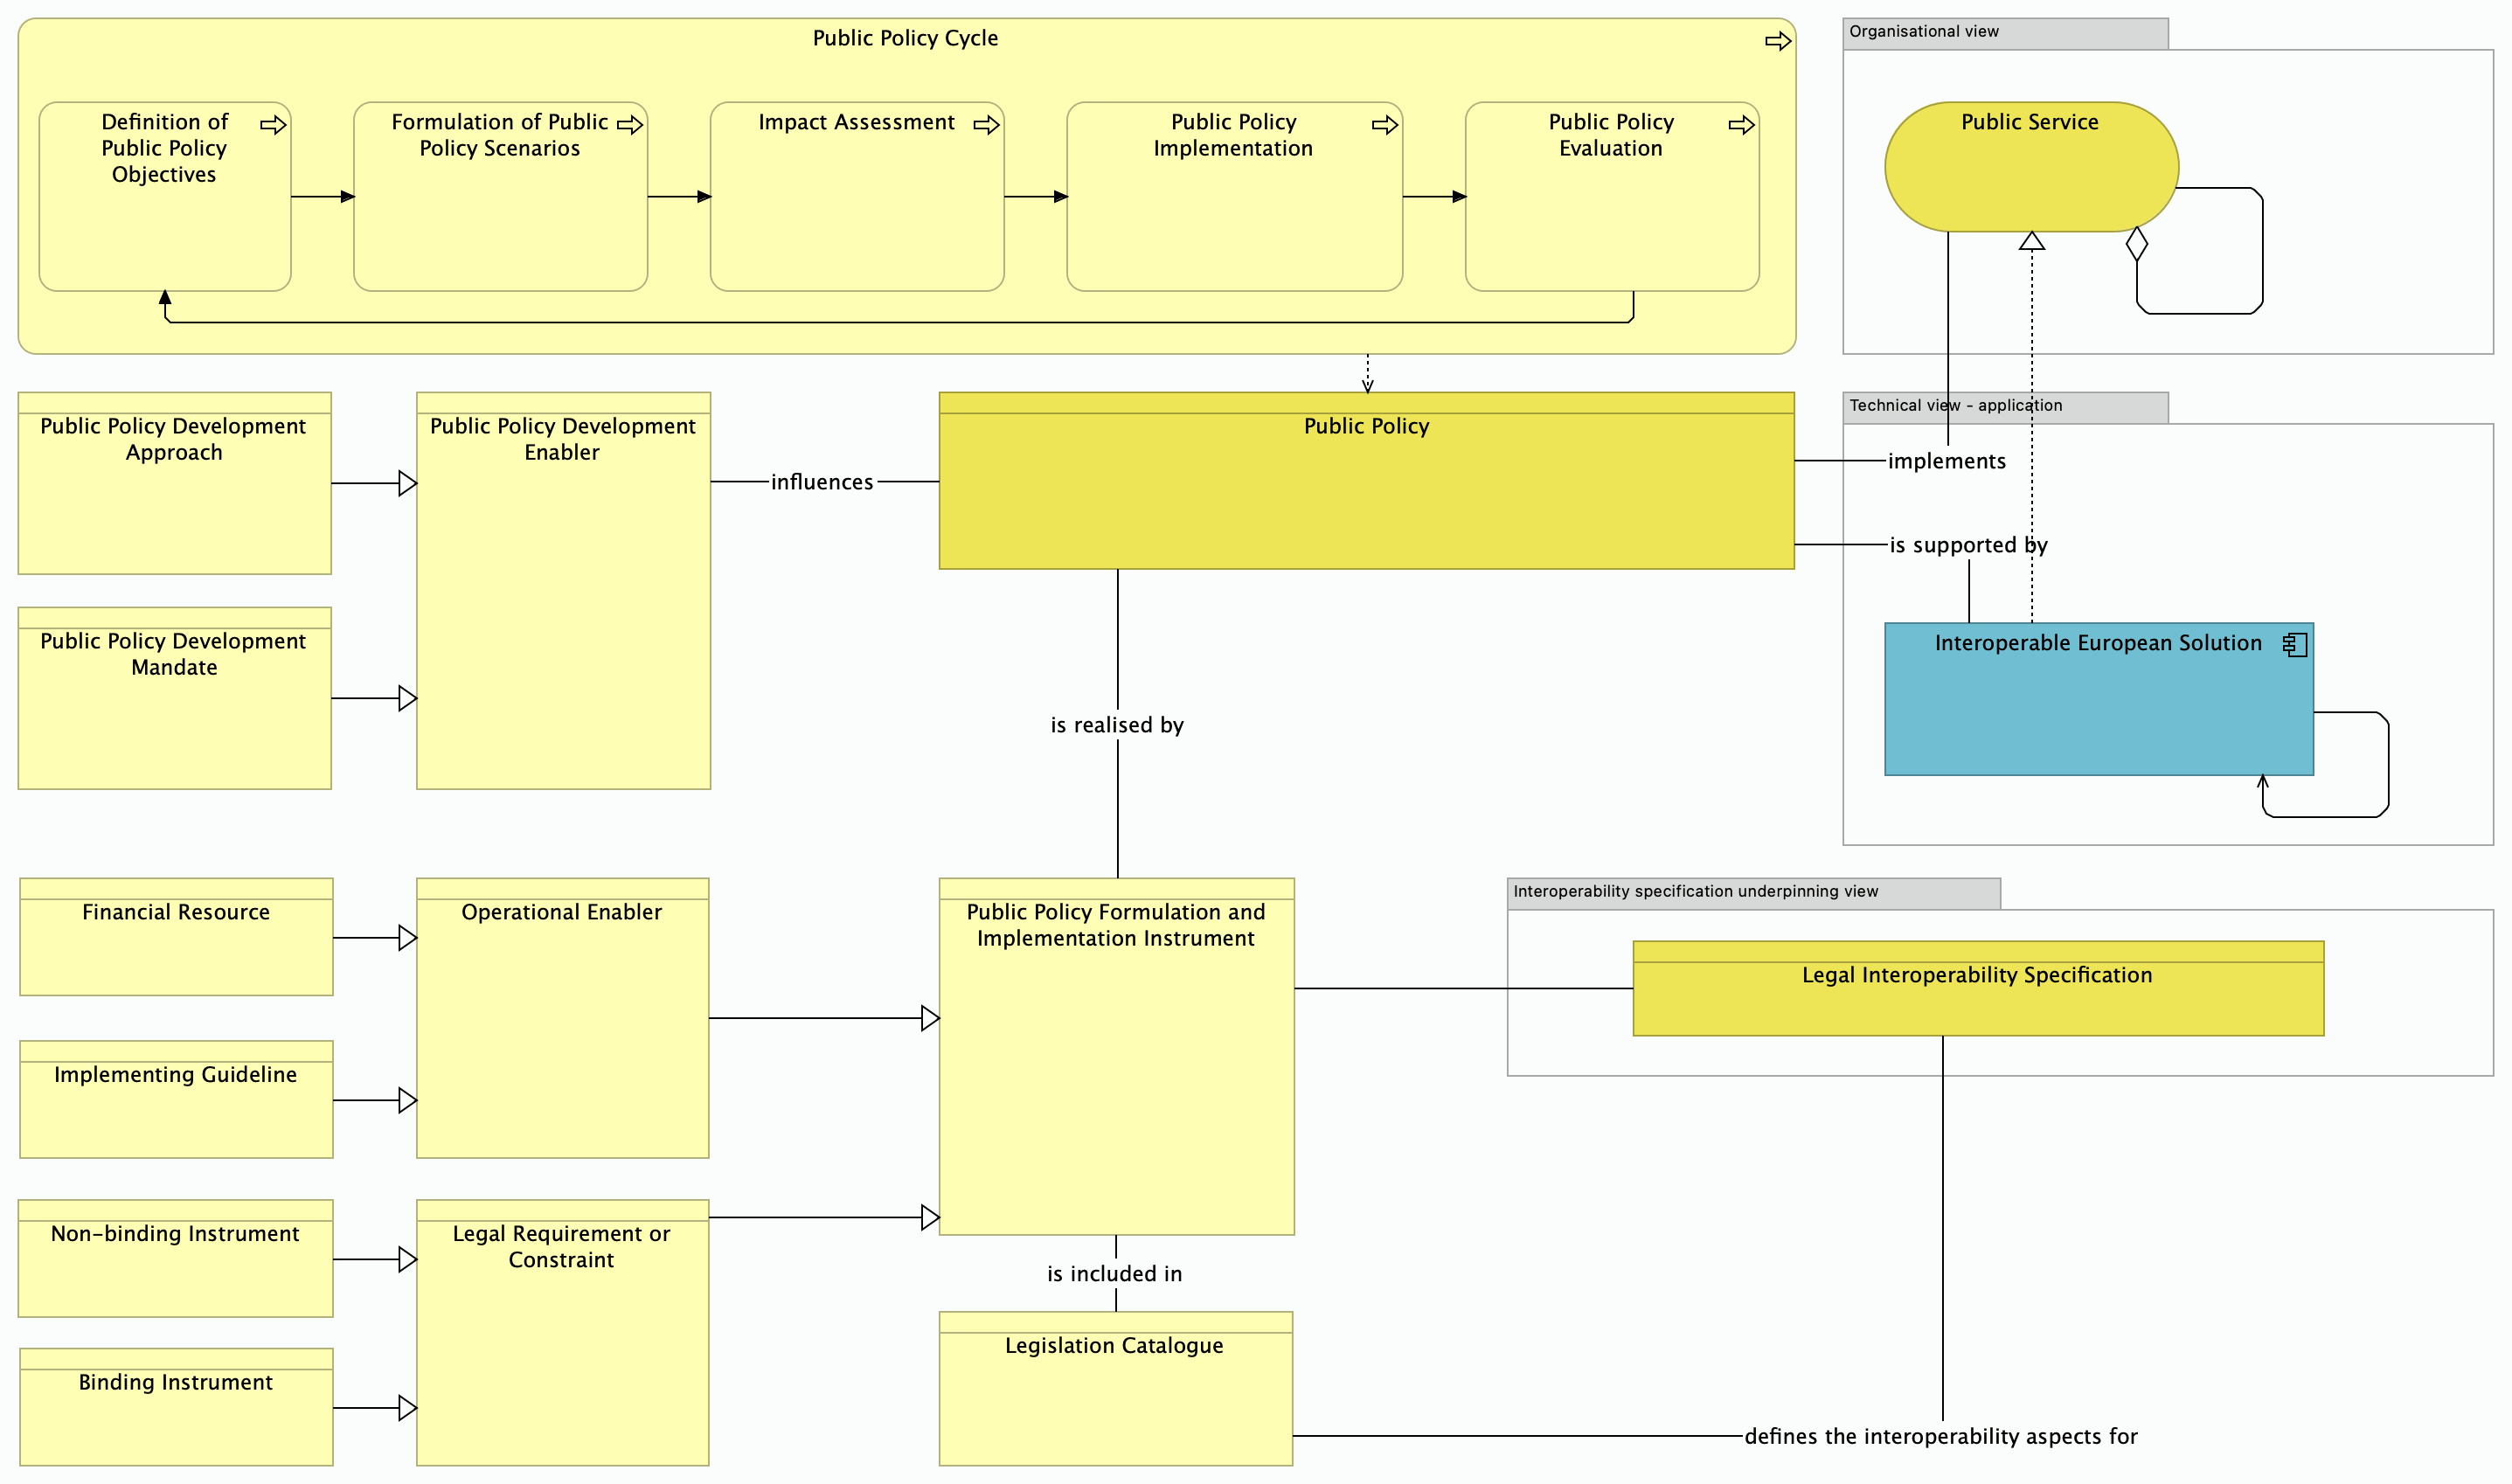 Public Policy Cycle
Definition of
Public Policy
Objectives
Formulation of Public
Policy Scenarios
Impact Assessment
Public Policy
Implementation
Public Policy
Evaluation
Organisational view
Public Service
Public Policy Development
Approach
Public Policy Development
Enabler
influences
Public Policy
Technical view - application
implements
is supported by
Public Policy Development
Mandate
Interoperable European Solution
is realised by
Financial Resource
Operational Enabler
Public Policy Formulation and
Implementation Instrument
Interoperability specification underpinning view
Legal Interoperability Specification
Implementing Guideline
Non-binding Instrument
Legal Requirement or
Constraint
is included in
Legislation Catalogue
Binding Instrument
defines the interoperability aspects for